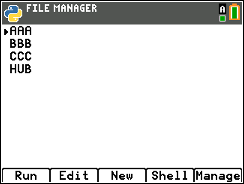 FILE MANAGER
A
AAA
BBB
CCC
HUB
Run Edit New Shell Manage